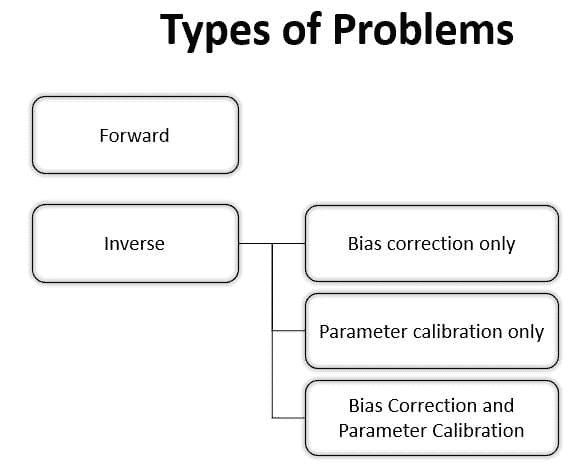 Types of Problems
Forward
Inverse
Bias correction only
Parameter calibration only
Bias Correction and
Parameter Calibration